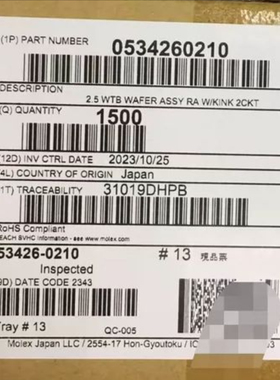 (1P) PART NUMBER
0534260210
DESCRIPTION
2.5 WTB WAFER ASSY RA W/KINK 2CKT
(Q) QUANTITY
1500
(12D) INV CTRL DATE 2023/10/25
(4L) COUNTRY OF ORIGIN Japan
(1T) TRACEABILITY 31019DHPB
RoHS Compliant
REACH SVHC Information - see www.molex.com
53426-0210 # 13 現品票
Inspected
(9D) DATE CODE 2343
Tray # 13 QC-005
Molex Japan LLC / 2554-17 Hon-Gyoutoku / IC